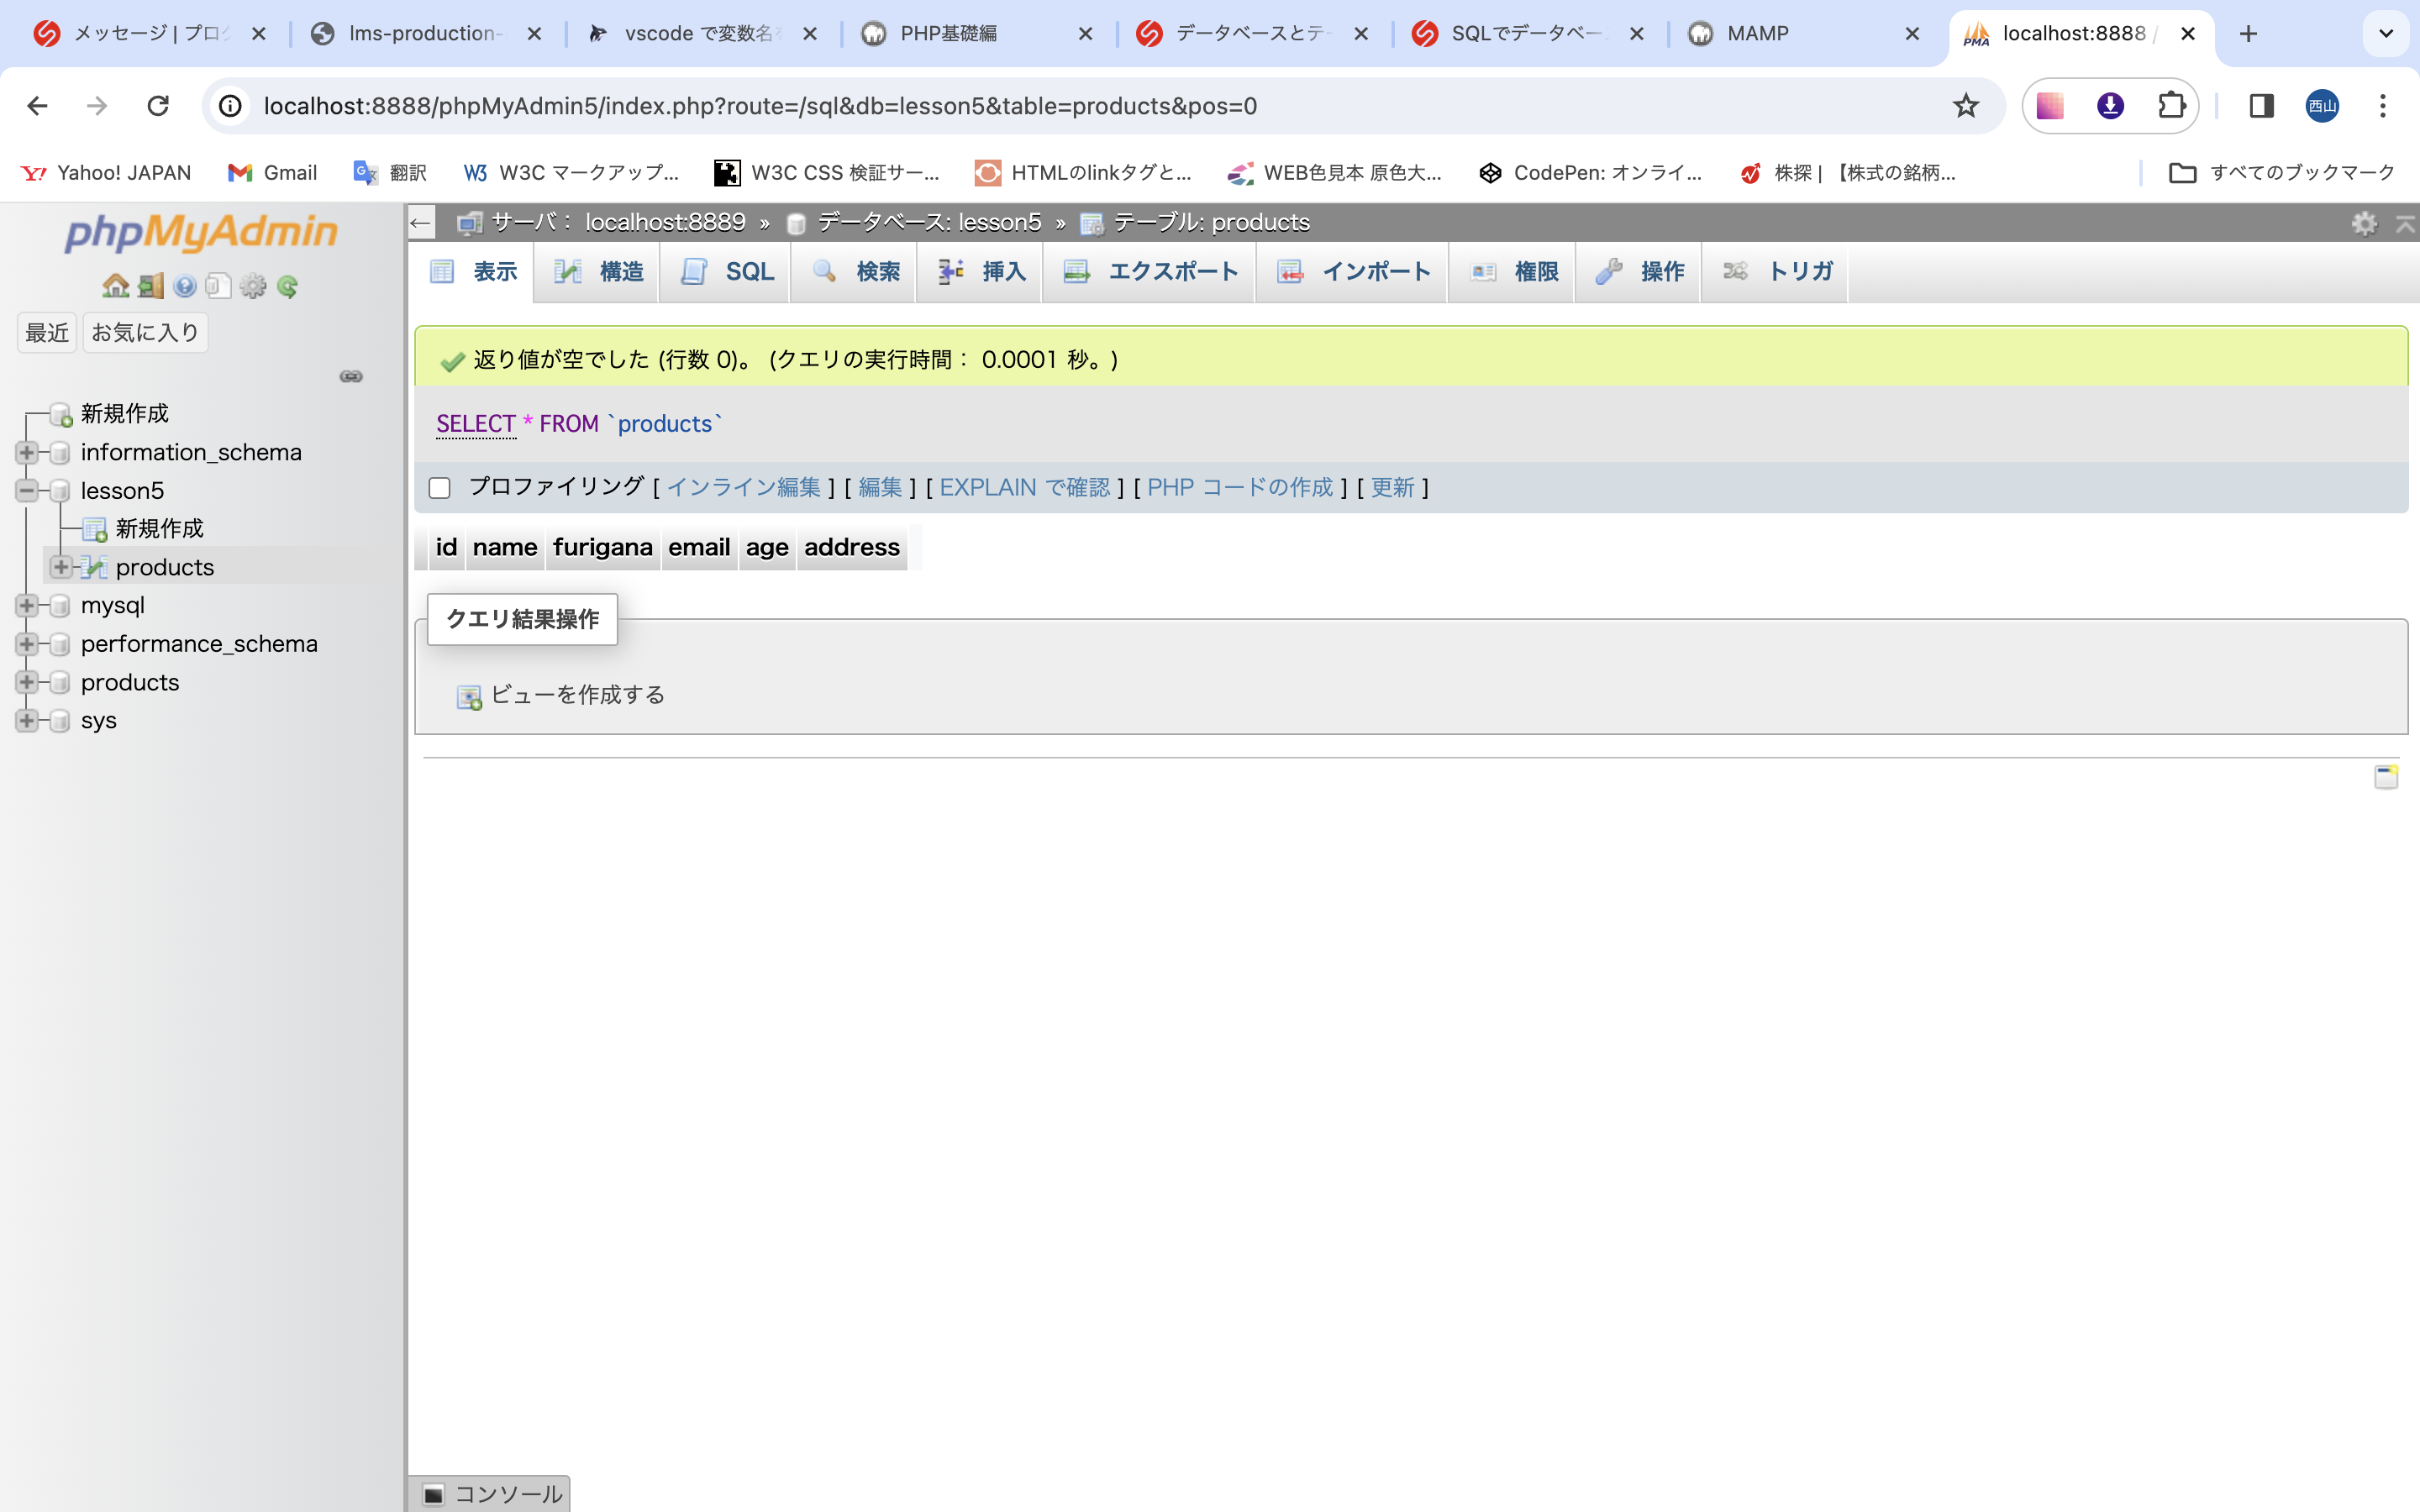 メッセージ | プログ
lms-production-
vscode で変数名を
PHP基礎編
データベースとテー
SQLでデータベー
MAMP
localhost:8888 /
localhost:8888/phpMyAdmin5/index.php?route=/sql&db=lesson5&table=products&pos=0
西山
Yahoo! JAPAN
Gmail
翻訳
W3C マークアップ...
W3C CSS 検証サー...
HTMLのlinkタグと...
WEB色見本 原色大...
CodePen: オンライ...
株探 | 【株式の銘柄...
すべてのブックマーク
phpMyAdmin
最近
お気に入り
新規作成
information_schema
lesson5
新規作成
products
mysql
performance_schema
products
sys
サーバ： localhost:8889 » データベース: lesson5 » テーブル: products
表示 構造 SQL 検索 挿入 エクスポート インポート 権限 操作 トリガ
返り値が空でした (行数 0)。 (クエリの実行時間： 0.0001 秒。)
SELECT * FROM `products`
プロファイリング [ インライン編集 ] [ 編集 ] [ EXPLAIN で確認 ] [ PHP コードの作成 ] [ 更新 ]
id name furigana email age address
クエリ結果操作
ビューを作成する
コンソール